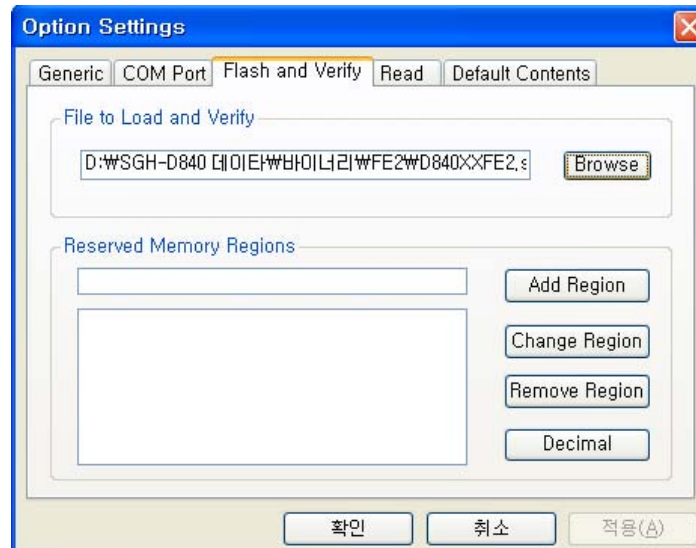 Option Settings
Generic COM Port Flash and Verify Read Default Contents
File to Load and Verify
D:₩SGH-D840 데이타₩바이너리₩FE2₩D840XXFE2.s
Browse
Reserved Memory Regions
Add Region
Change Region
Remove Region
Decimal
확인 취소 적용(A)